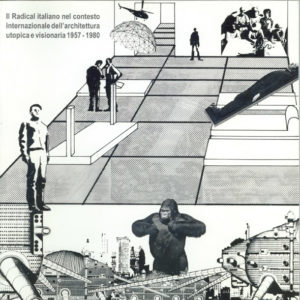 Il Radical italiano nel contesto
internazionale dell'architettura
utopica e visionaria 1957 - 1980